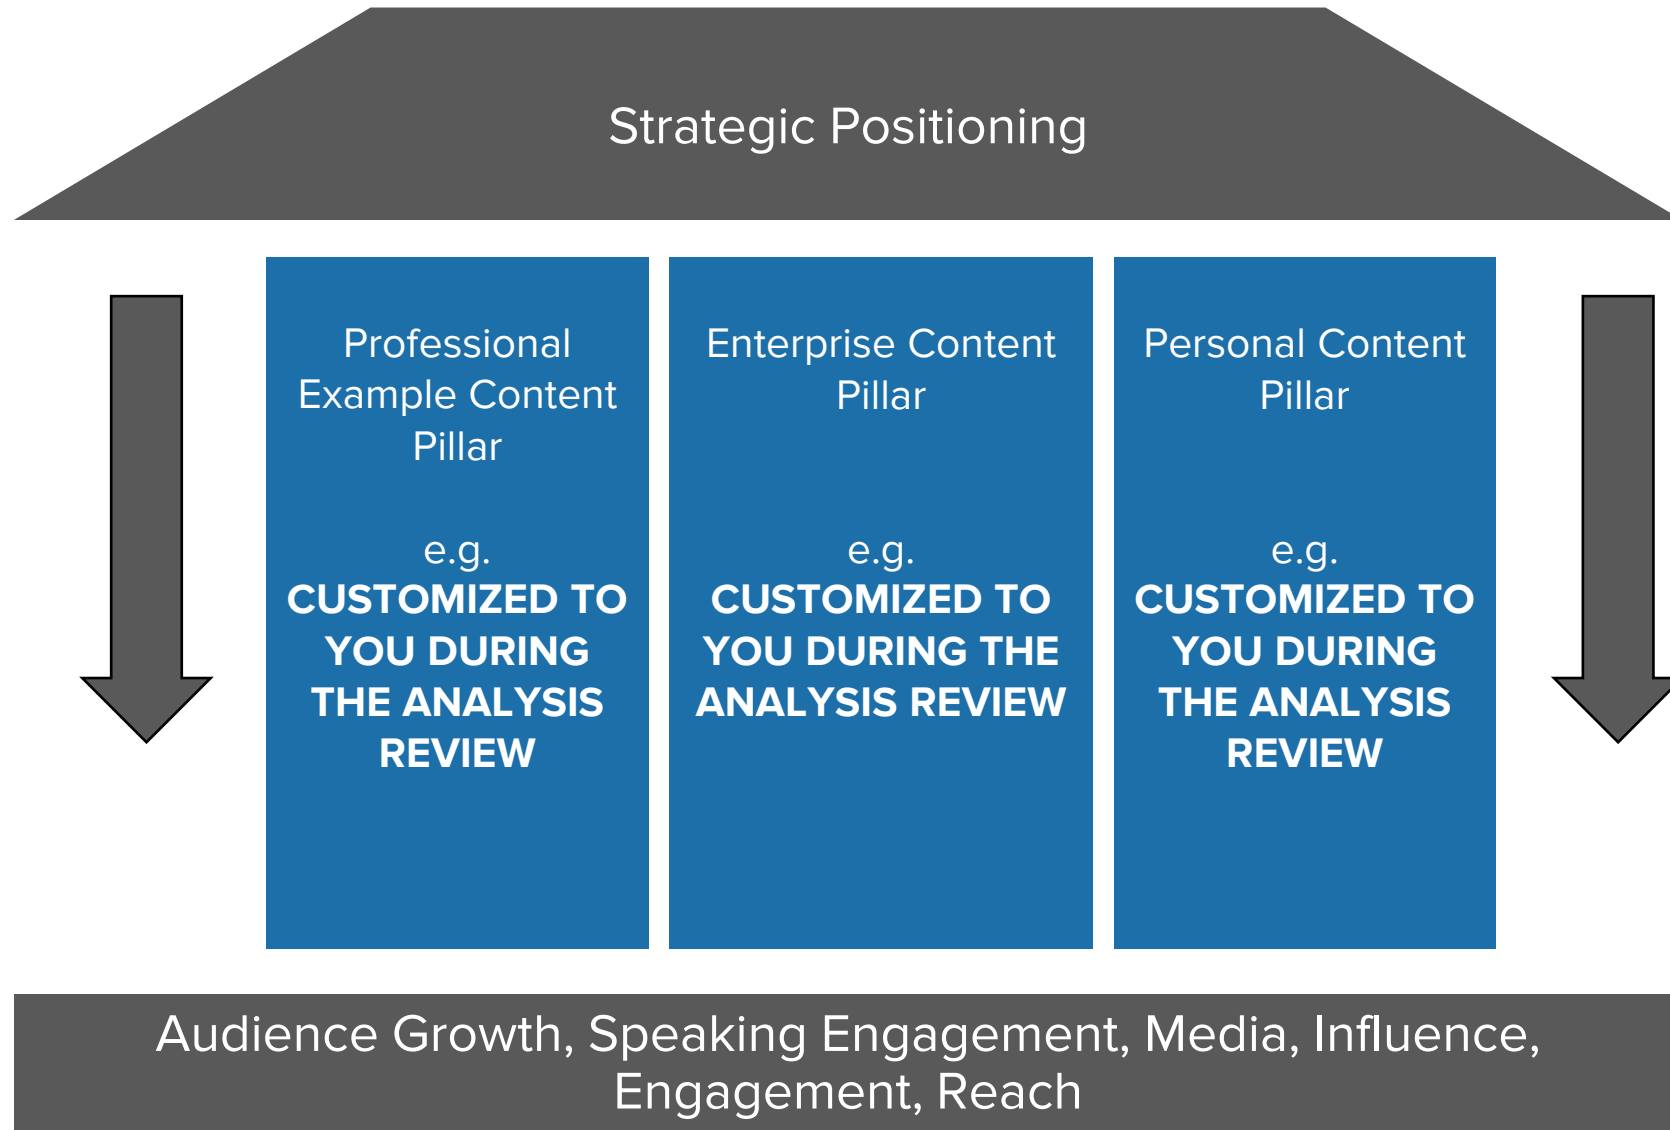 Strategic Positioning
Professional
Example Content
Pillar
e.g.
CUSTOMIZED TO
YOU DURING
THE ANALYSIS
REVIEW
Enterprise Content
Pillar
e.g.
CUSTOMIZED TO
YOU DURING THE
ANALYSIS REVIEW
Personal Content
Pillar
e.g.
CUSTOMIZED TO
YOU DURING
THE ANALYSIS
REVIEW
Audience Growth, Speaking Engagement, Media, Influence,
Engagement, Reach